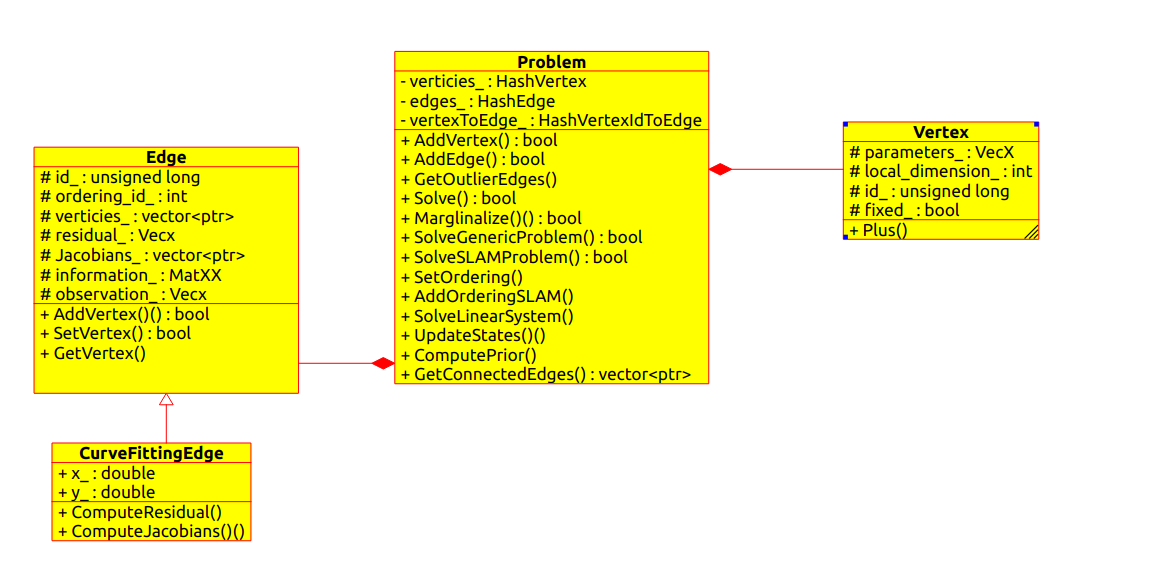 Problem
- verticies_ : HashVertex
- edges_ : HashEdge
- vertexToEdge_ : HashVertexIdToEdge
+ AddVertex() : bool
+ AddEdge() : bool
+ GetOutlierEdges()
+ Solve() : bool
+ Marglinalize()() : bool
+ SolveGenericProblem() : bool
+ SolveSLAMProblem() : bool
+ SetOrdering()
+ AddOrderingSLAM()
+ SolveLinearSystem()
+ UpdateStates()()
+ ComputePrior()
+ GetConnectedEdges() : vector<ptr>
Vertex
# parameters_ : VecX
# local_dimension_ : int
# id_ : unsigned long
# fixed_ : bool
+ Plus()
Edge
# id_ : unsigned long
# ordering_id_ : int
# verticies_ : vector<ptr>
# residual_ : Vecx
# Jacobians_ : vector<ptr>
# information_ : MatXX
# observation_ : Vecx
+ AddVertex()() : bool
+ SetVertex() : bool
+ GetVertex()
CurveFittingEdge
+ x_ : double
+ y_ : double
+ ComputeResidual()
+ ComputeJacobians()()